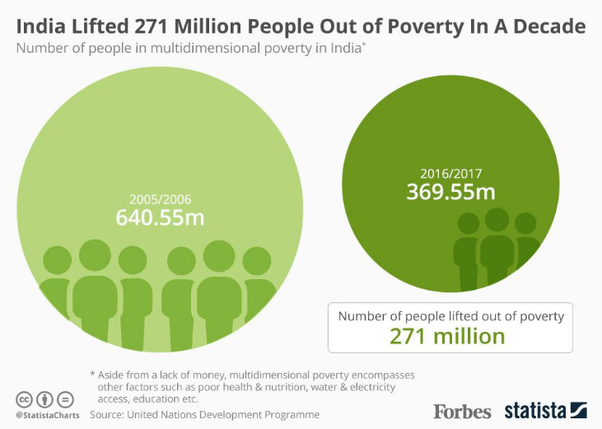 India Lifted 271 Million People Out of Poverty In A Decade
Number of people in multidimensional poverty in India*
2005/2006
640.55m
2016/2017
369.55m
Number of people lifted out of poverty
271 million
* Aside from a lack of money, multidimensional poverty encompasses
other factors such as poor health & nutrition, water & electricity
access, education etc.
@StatistaCharts Source: United Nations Development Programme
Forbes statista